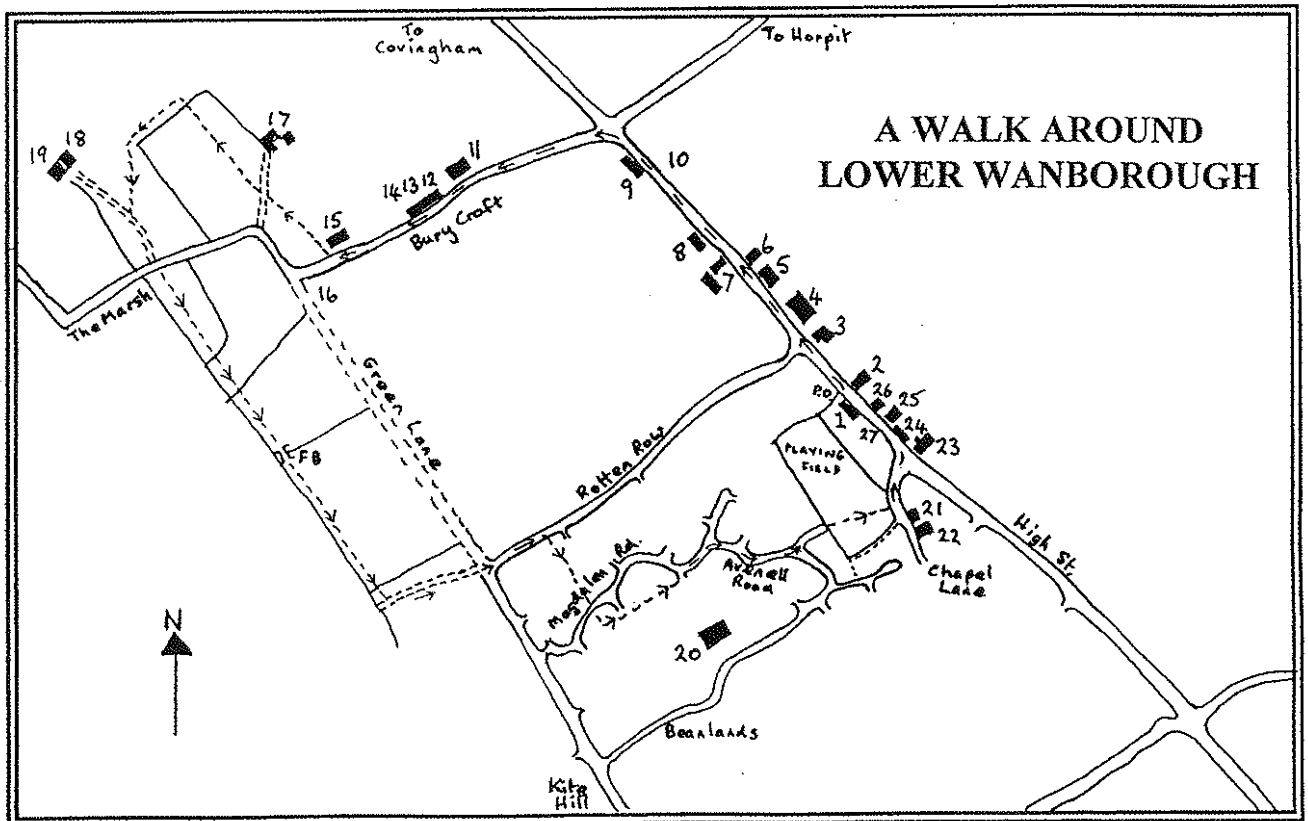 A WALK AROUND
LOWER WANBOROUGH
To
Covingham
To Horpit
19
18
17
11
14
13
12
15
Bury Croft
10
9
8
7
6
5
4
3
16
The Marsh
Green Lane
2
P.O
1
26
25
24
27
23
PLAYING
FIELD
Rotten Row
FB
21
22
High St.
Chapel
Lane
Magdalen Rd.
Avenell
Road
20
N
Beanlands
Kite
Hill